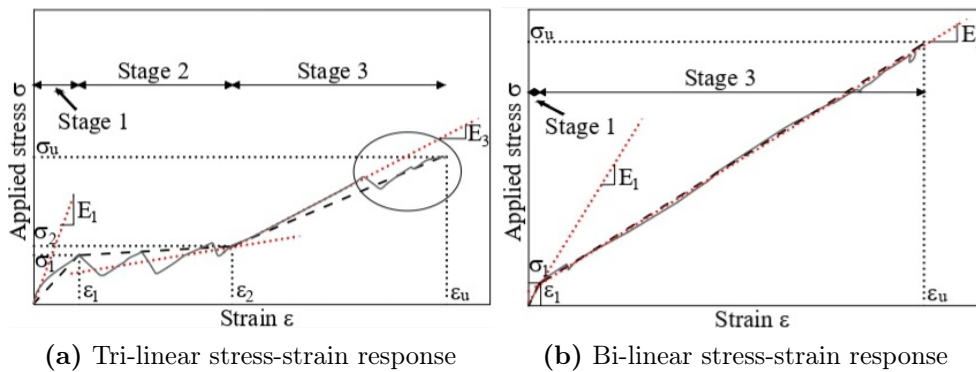 Applied stress σ
Stage 2
Stage 3
Stage 1
σu
E3
E1
σ2
σ1
ε1
ε2
εu
Strain ε
(a) Tri-linear stress-strain response
Applied stress σ
σu
E
Stage 3
Stage 1
E1
σ1
ε1
εu
Strain ε
(b) Bi-linear stress-strain response